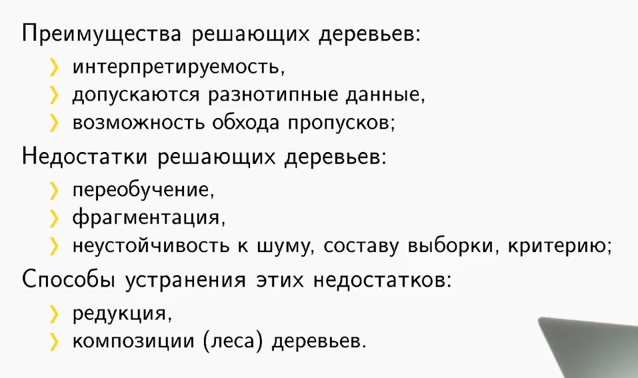 Преимущества решающих деревьев:
❯ интерпретируемость,
❯ допускаются разнотипные данные,
❯ возможность обхода пропусков;
Недостатки решающих деревьев:
❯ переобучение,
❯ фрагментация,
❯ неустойчивость к шуму, составу выборки, критерию;
Способы устранения этих недостатков:
❯ редукция,
❯ композиции (леса) деревьев.